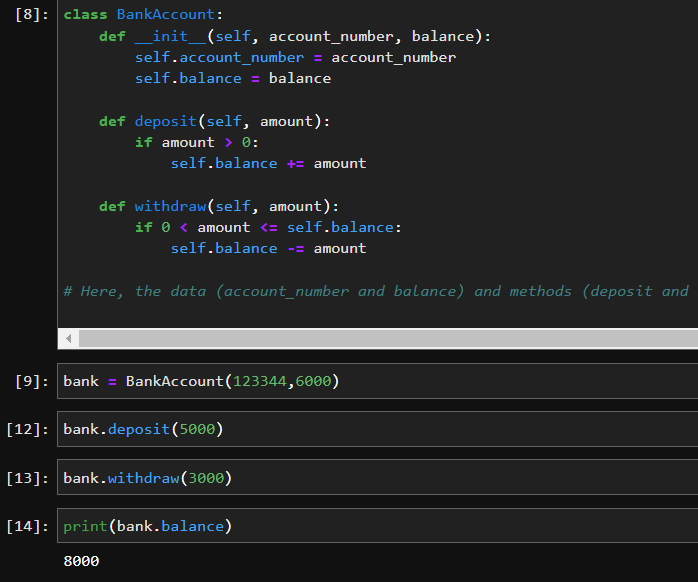 [8]: class BankAccount:
    def __init__(self, account_number, balance):
        self.account_number = account_number
        self.balance = balance

    def deposit(self, amount):
        if amount > 0:
            self.balance += amount

    def withdraw(self, amount):
        if 0 < amount <= self.balance:
            self.balance -= amount

# Here, the data (account_number and balance) and methods (deposit and
[9]: bank = BankAccount(123344,6000)
[12]: bank.deposit(5000)
[13]: bank.withdraw(3000)
[14]: print(bank.balance)
8000